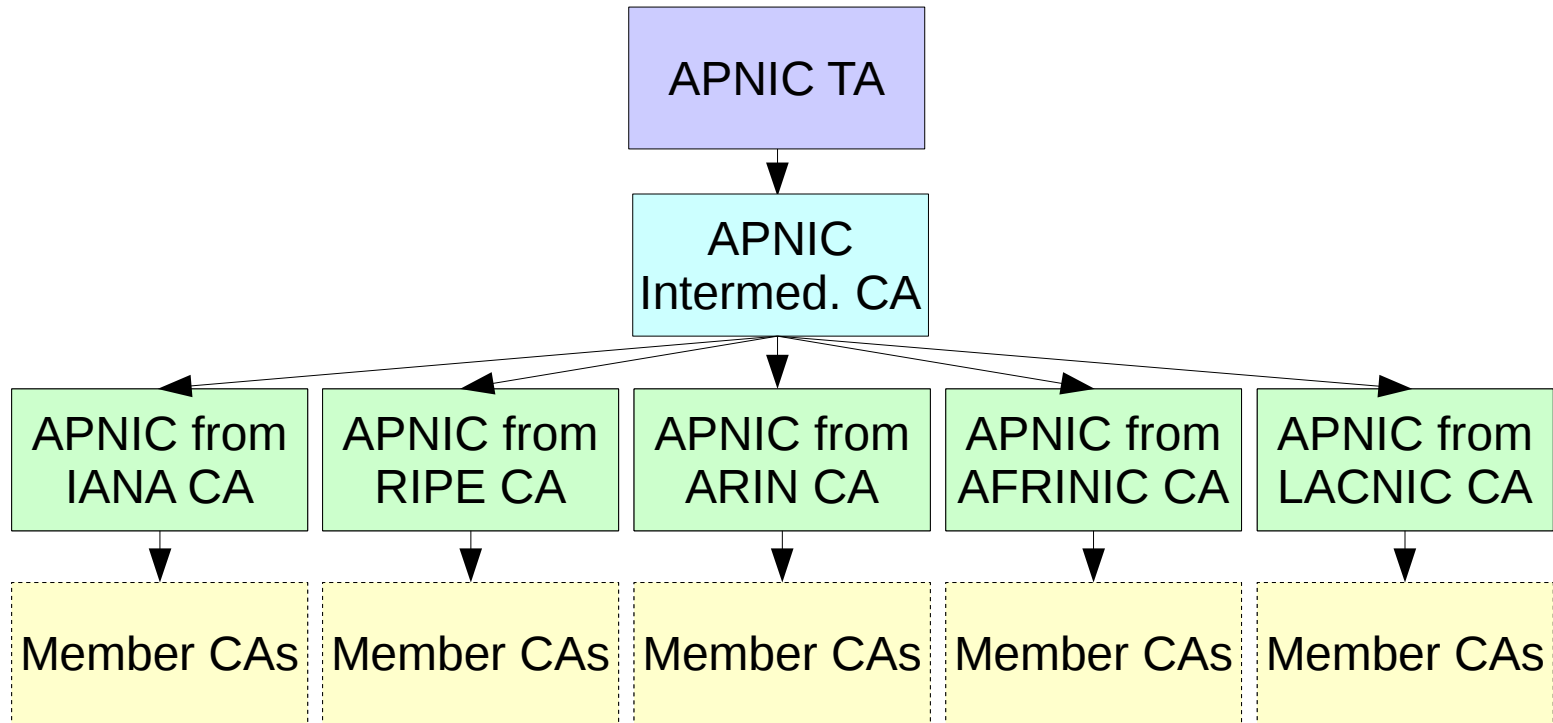 APNIC TA
APNIC
Intermed. CA
APNIC from
IANA CA
APNIC from
RIPE CA
APNIC from
ARIN CA
APNIC from
AFRINIC CA
APNIC from
LACNIC CA
Member CAs
Member CAs
Member CAs
Member CAs
Member CAs